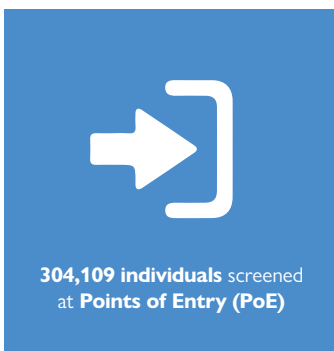 304,109 individuals screened
at Points of Entry (PoE)